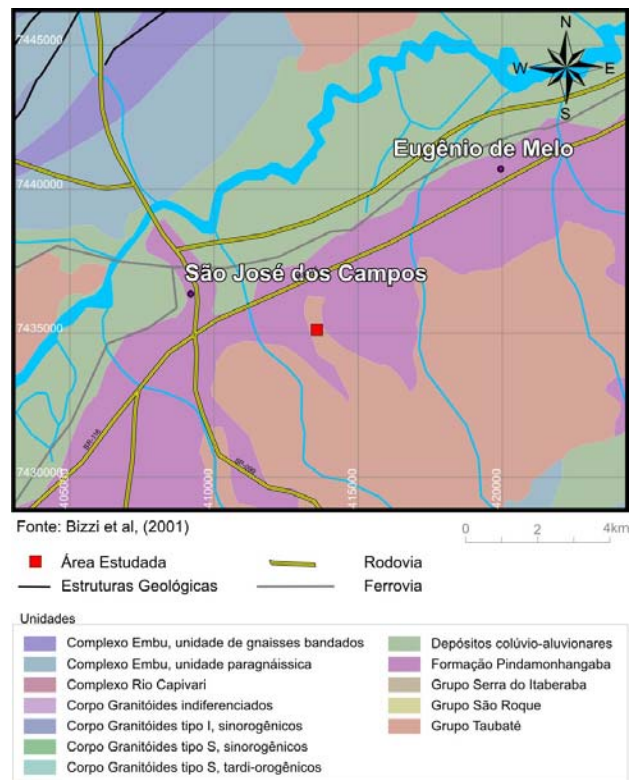 N
W E
S
7445000
7440000
7435000
7430000
Eugênio de Melo
São José dos Campos
BR-116
405000
410000
415000
420000
Fonte: Bizzi et al, (2001)
0 2 4km
Área Estudada
Rodovia
Estruturas Geológicas
Ferrovia
Unidades
Complexo Embu, unidade de gnaisses bandados
Complexo Embu, unidade paragnáissica
Complexo Rio Capivari
Corpo Granitóides indiferenciados
Corpo Granitóides tipo I, sinorogênicos
Corpo Granitóides tipo S, sinorogênicos
Corpo Granitóides tipo S, tardi-orogênicos
Depósitos colúvio-aluvionares
Formação Pindamonhangaba
Grupo Serra do Itaberaba
Grupo São Roque
Grupo Taubaté